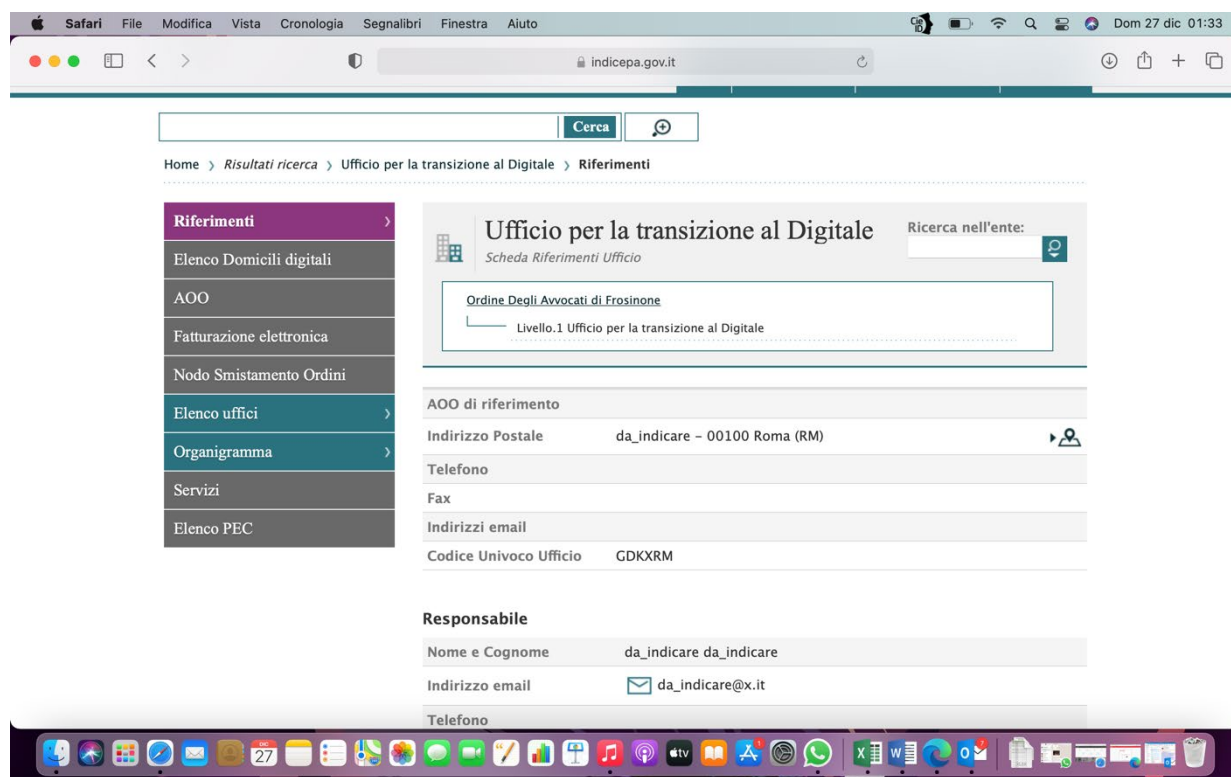 Safari File Modifica Vista Cronologia Segnalibri Finestra Aiuto Dom 27 dic 01:33
indicepa.gov.it
Cerca
Home › Risultati ricerca › Ufficio per la transizione al Digitale › Riferimenti
Riferimenti
Elenco Domicili digitali
AOO
Fatturazione elettronica
Nodo Smistamento Ordini
Elenco uffici
Organigramma
Servizi
Elenco PEC
Ufficio per la transizione al Digitale
Scheda Riferimenti Ufficio
Ricerca nell'ente:
Ordine Degli Avvocati di Frosinone
Livello.1 Ufficio per la transizione al Digitale
AOO di riferimento
Indirizzo Postale da_indicare - 00100 Roma (RM)
Telefono
Fax
Indirizzi email
Codice Univoco Ufficio GDKXRM
Responsabile
Nome e Cognome da_indicare da_indicare
Indirizzo email da_indicare@x.it
Telefono
DIC
27
tv